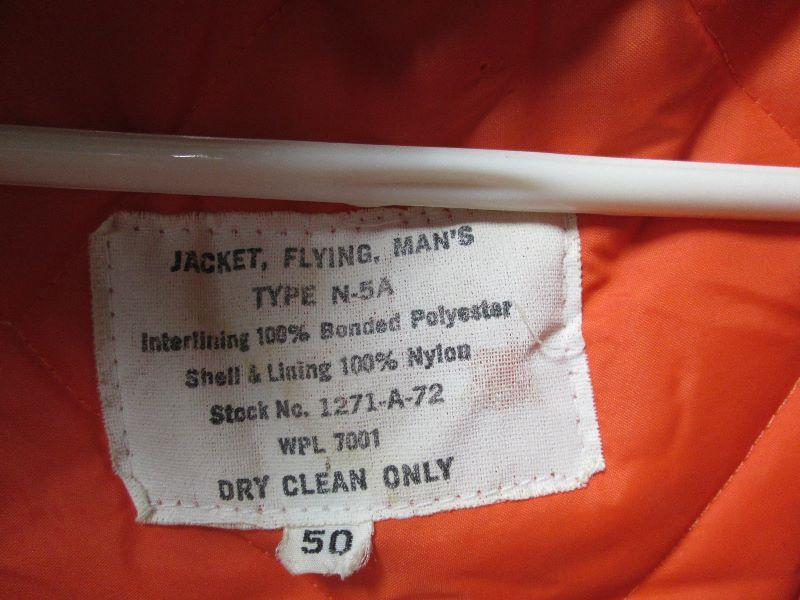 JACKET, FLYING, MAN'S
TYPE N-5A
Interlining 100% Bonded Polyester
Shell & Lining 100% Nylon
Stock No. 1271-A-72
WPL 7001
DRY CLEAN ONLY
50